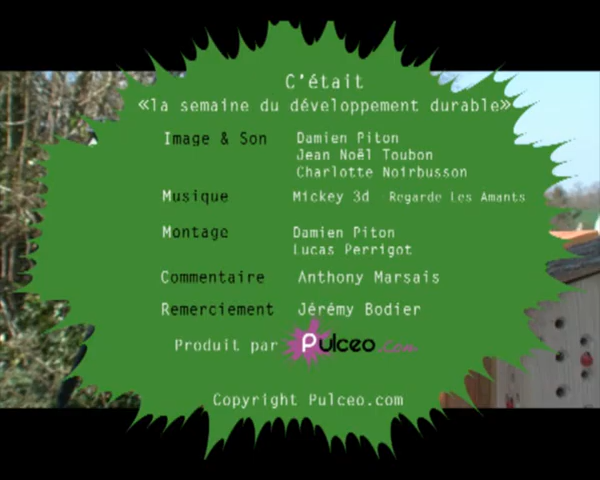 C'était
«la semaine du développement durable»
Image & Son Damien Piton
Jean Noël Toubon
Charlotte Noirbusson
Musique Mickey 3d - Regarde Les Amants
Montage Damien Piton
Lucas Perrigot
Commentaire Anthony Marsais
Remerciement Jérémy Bodier
Produit par Pulceo.com
Copyright Pulceo.com